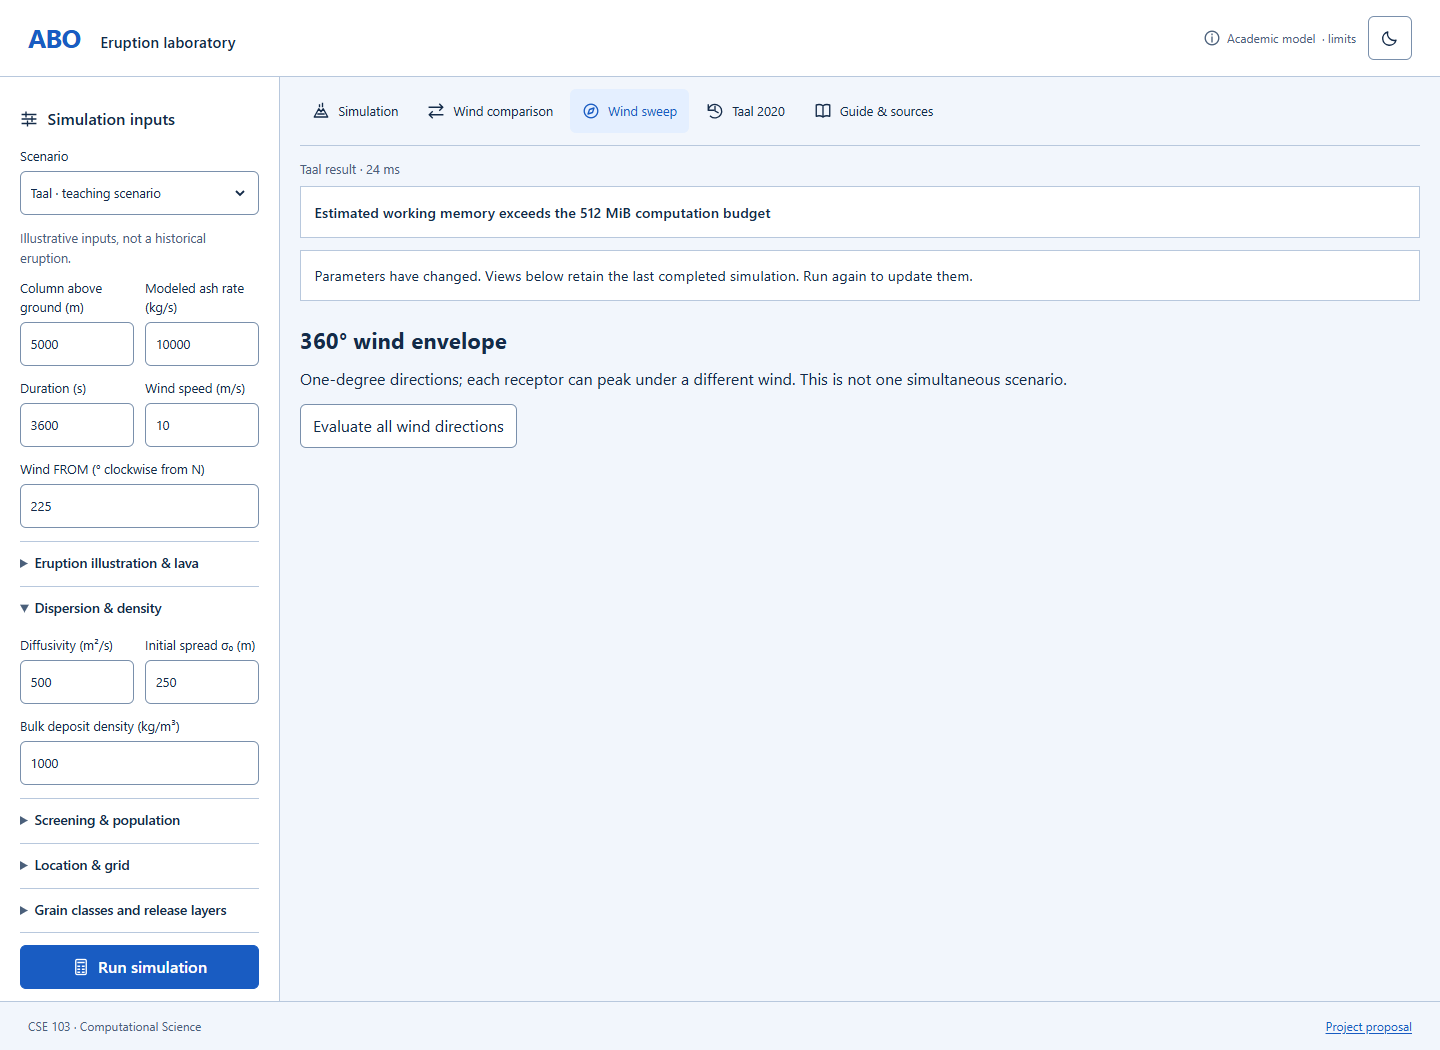 ABO Eruption laboratory
Academic model · limits
Simulation inputs
Scenario
Taal · teaching scenario
Illustrative inputs, not a historical
eruption.
Column above
ground (m)
Modeled ash rate
(kg/s)
5000
10000
Duration (s)
Wind speed (m/s)
3600
10
Wind FROM (° clockwise from N)
225
Eruption illustration & lava
Dispersion & density
Diffusivity (m²/s)
Initial spread σ₀ (m)
500
250
Bulk deposit density (kg/m³)
1000
Screening & population
Location & grid
Grain classes and release layers
Run simulation
Simulation
Wind comparison
Wind sweep
Taal 2020
Guide & sources
Taal result · 24 ms
Estimated working memory exceeds the 512 MiB computation budget
Parameters have changed. Views below retain the last completed simulation. Run again to update them.
360° wind envelope
One-degree directions; each receptor can peak under a different wind. This is not one simultaneous scenario.
Evaluate all wind directions
CSE 103 · Computational Science
Project proposal